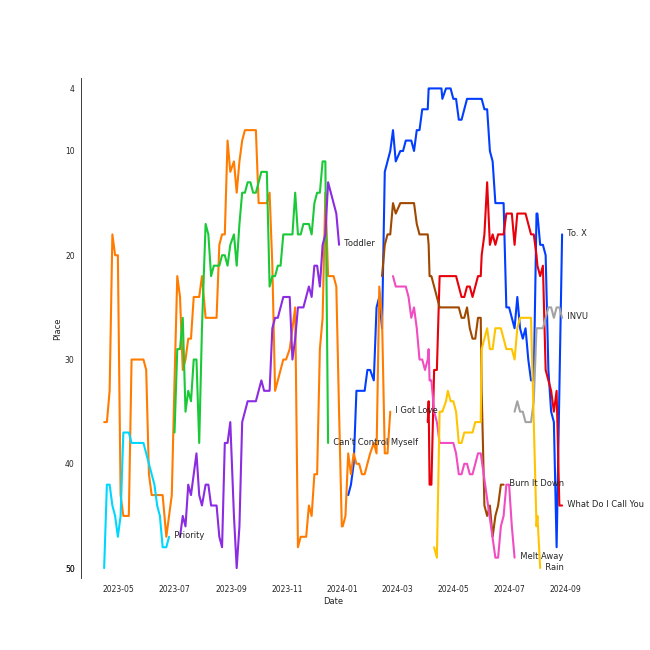 4
10
20
30
40
50
Place
To. X
Toddler
INVU
I Got Love
Can't Control Myself
Burn It Down
What Do I Call You
Priority
Melt Away
Rain
2023-05
2023-07
2023-09
2023-11
2024-01
2024-03
2024-05
2024-07
2024-09
Date